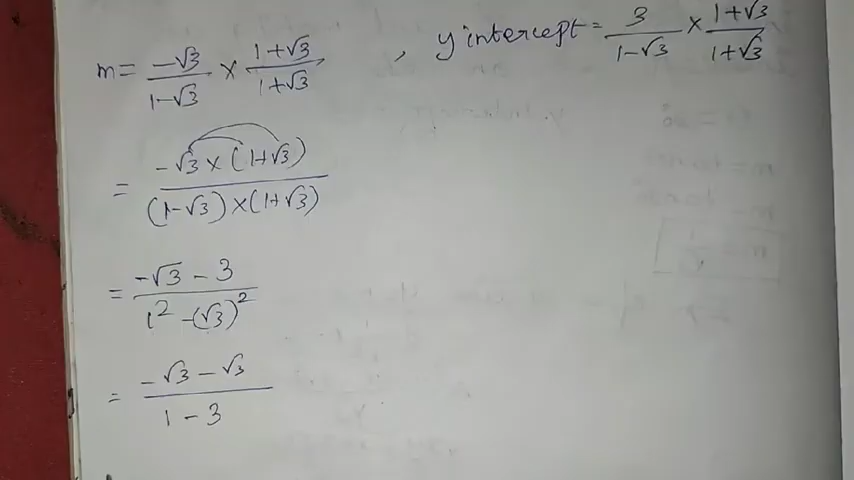 m = -√3/1-√3 × 1+√3/1+√3 , y intercept = 3/1-√3 × 1+√3/1+√3
= -√3 × (1+√3)/(1-√3) × (1+√3)
= -√3 - 3/1² - (√3)²
= -√3 - √3/1 - 3